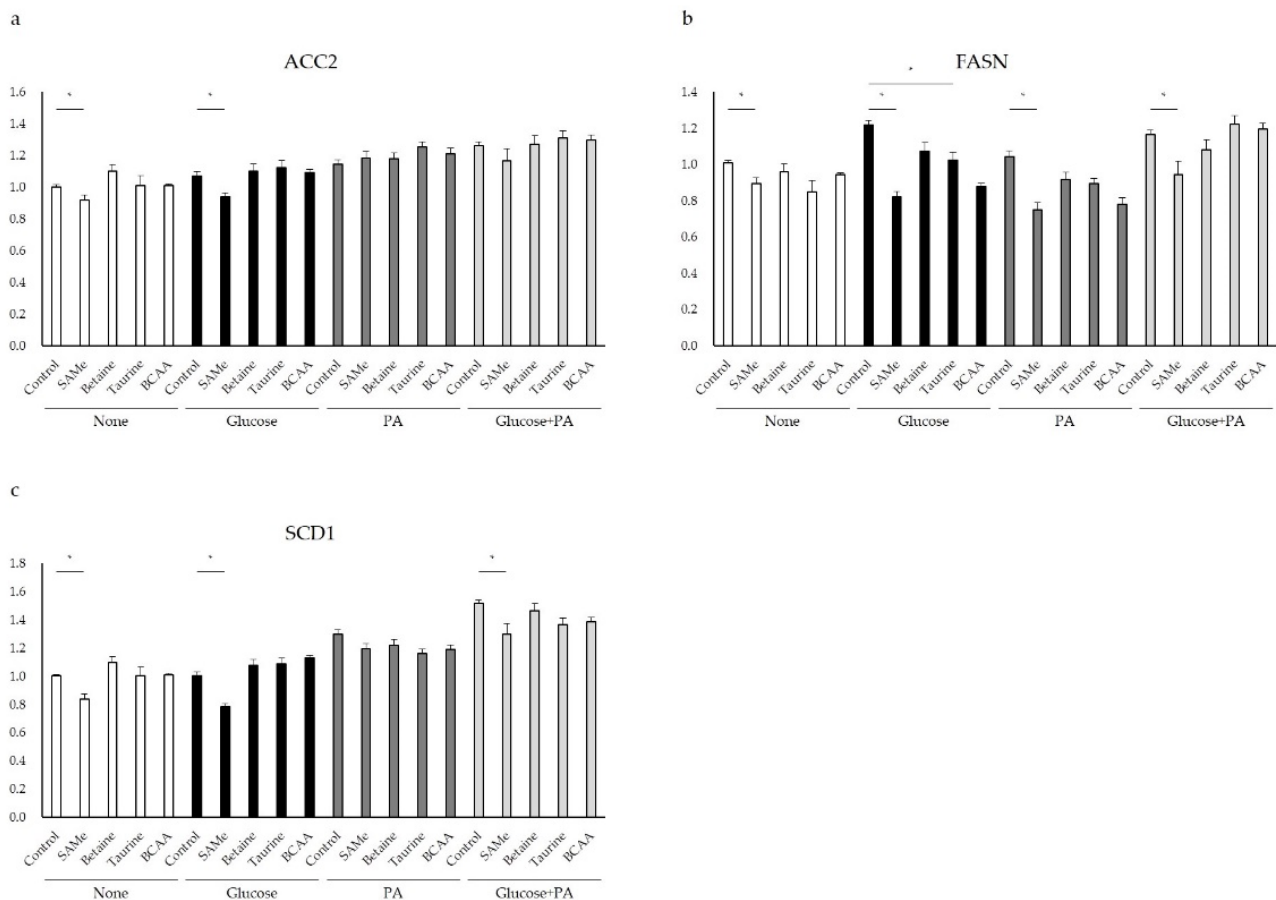 a
ACC2
1.6
1.4
1.2
1.0
0.8
0.6
0.4
0.2
0.0
* *
Control SAMe Betaine Taurine BCAA Control SAMe Betaine Taurine BCAA Control SAMe Betaine Taurine BCAA Control SAMe Betaine Taurine BCAA
None Glucose PA Glucose+PA
b
FASN
1.4
1.2
1.0
0.8
0.6
0.4
0.2
0.0
* * * * *
Control SAMe Betaine Taurine BCAA Control SAMe Betaine Taurine BCAA Control SAMe Betaine Taurine BCAA Control SAMe Betaine Taurine BCAA
None Glucose PA Glucose+PA
c
SCD1
1.8
1.6
1.4
1.2
1.0
0.8
0.6
0.4
0.2
0.0
* * *
Control SAMe Betaine Taurine BCAA Control SAMe Betaine Taurine BCAA Control SAMe Betaine Taurine BCAA Control SAMe Betaine Taurine BCAA
None Glucose PA Glucose+PA